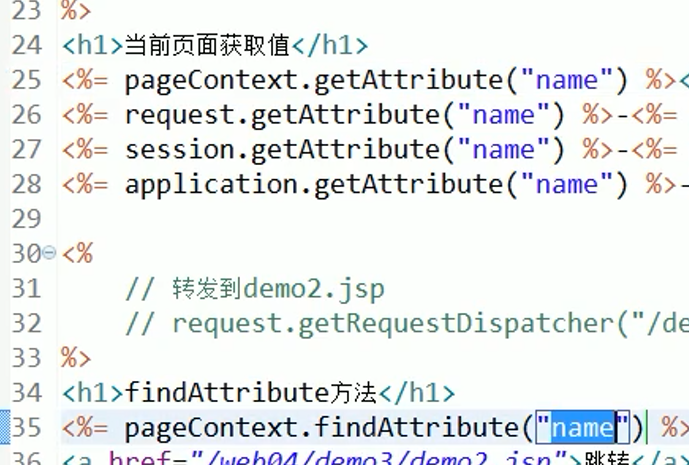 23 %>
24 <h1>当前页面获取值</h1>
25 <%= pageContext.getAttribute("name") %><
26 <%= request.getAttribute("name") %>-<%=
27 <%= session.getAttribute("name") %>-<%=
28 <%= application.getAttribute("name") %>-
29
30 <%
31 // 转发到demo2.jsp
32 // request.getRequestDispatcher("/de
33 %>
34 <h1>findAttribute方法</h1>
35 <%= pageContext.findAttribute("name") %>
36 <a href="/web04/demo3/demo2.jsp">跳转</a>